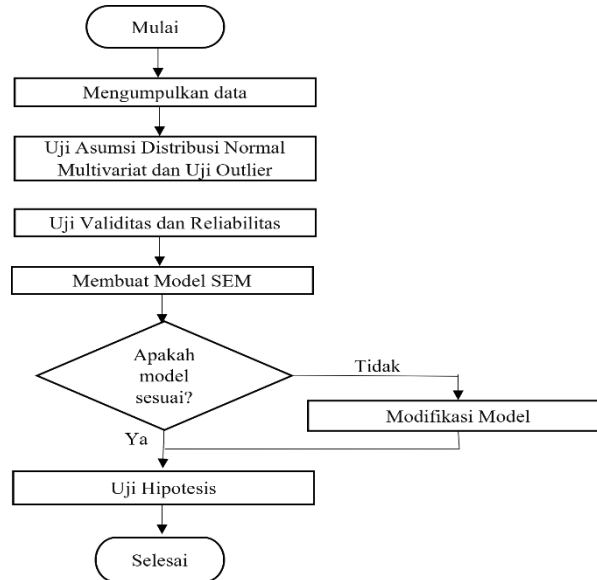 Mulai
Mengumpulkan data
Uji Asumsi Distribusi Normal
Multivariat dan Uji Outlier
Uji Validitas dan Reliabilitas
Membuat Model SEM
Apakah
model
sesuai?
Tidak
Modifikasi Model
Ya
Uji Hipotesis
Selesai